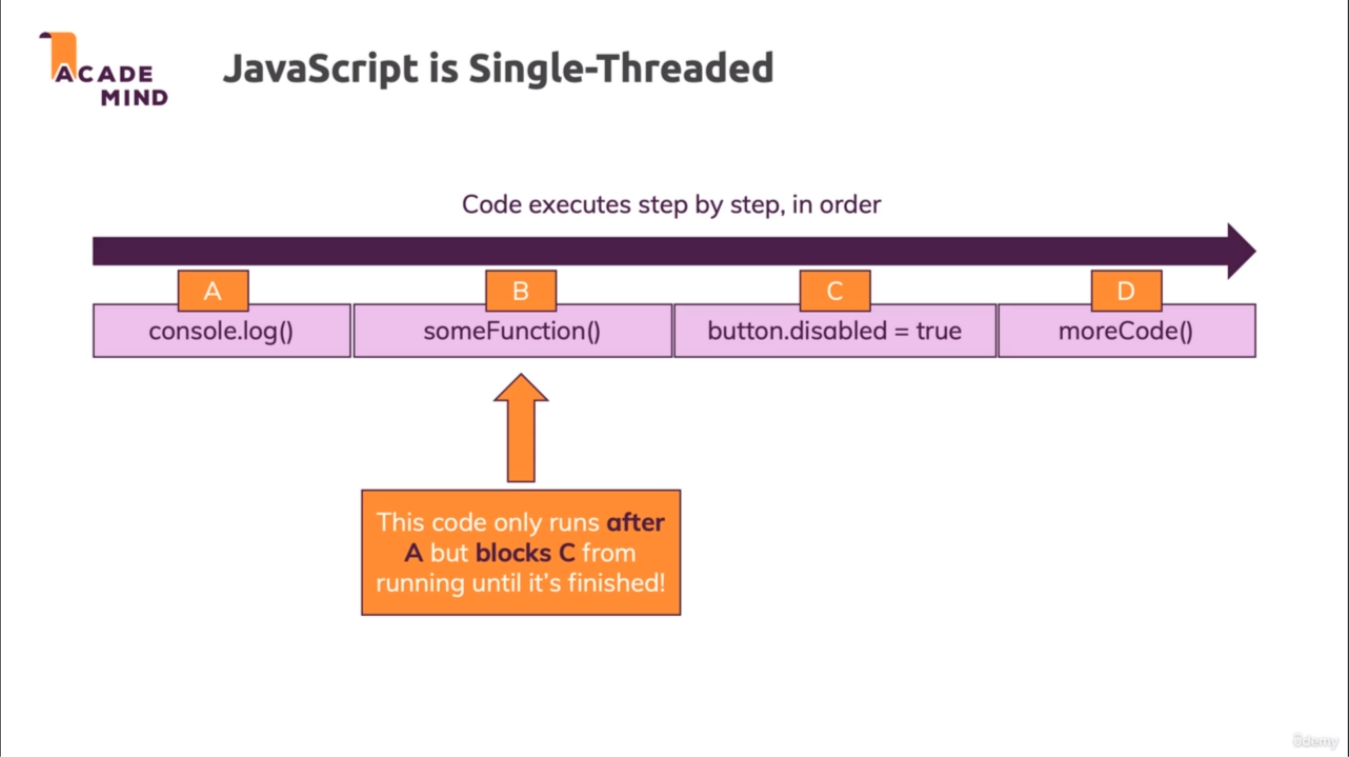 ACADE
MIND
JavaScript is Single-Threaded
Code executes step by step, in order
A
B
C
D
console.log()
someFunction()
button.disabled = true
moreCode()
This code only runs after
A but blocks C from
running until it's finished!
ûdemy